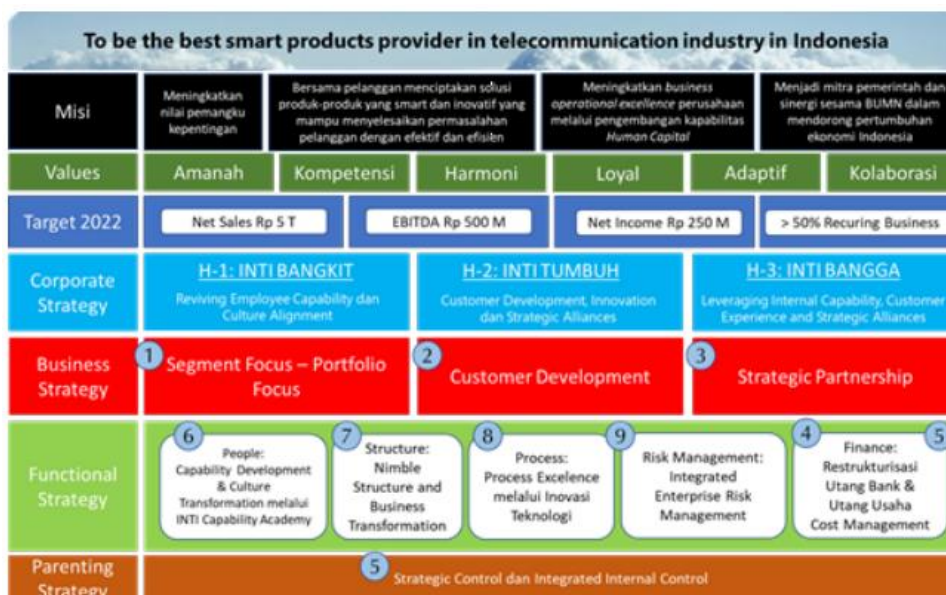 To be the best smart products provider in telecommunication industry in Indonesia
Misi
Meningkatkan
nilai pemangku
kepentingan
Bersama pelanggan menciptakan solusi
produk-produk yang smart dan inovatif yang
mampu menyelesaikan permasalahan
pelanggan dengan efektif dan efisien
Meningkatkan business
operational excellence perusahaan
melalui pengembangan kapabilitas
Human Capital
Menjadi mitra pemerintah dan
sinergi sesama BUMN dalam
mendorong pertumbuhan
ekonomi Indonesia
Values
Amanah
Kompetensi
Harmoni
Loyal
Adaptif
Kolaborasi
Target 2022
Net Sales Rp 5 T
EBITDA Rp 500 M
Net Income Rp 250 M
> 50% Recuring Business
Corporate
Strategy
H-1: INTI BANGKIT
Reviving Employee Capability dan
Culture Alignment
H-2: INTI TUMBUH
Customer Development, Innovation
dan Strategic Alliances
H-3: INTI BANGGA
Leveraging Internal Capability, Customer
Experience and Strategic Alliances
Business
Strategy
1
Segment Focus – Portfolio
Focus
2
Customer Development
3
Strategic Partnership
Functional
Strategy
6
People:
Capability Development
& Culture
Transformation melalui
INTI Capability Academy
7
Structure:
Nimble
Structure and
Business
Transformation
8
Process:
Process Excelence
melalui Inovasi
Teknologi
9
Risk Management:
Integrated
Enterprise Risk
Management
4
5
Finance:
Restrukturisasi
Utang Bank &
Utang Usaha
Cost Management
Parenting
Strategy
5
Strategic Control dan Integrated Internal Control